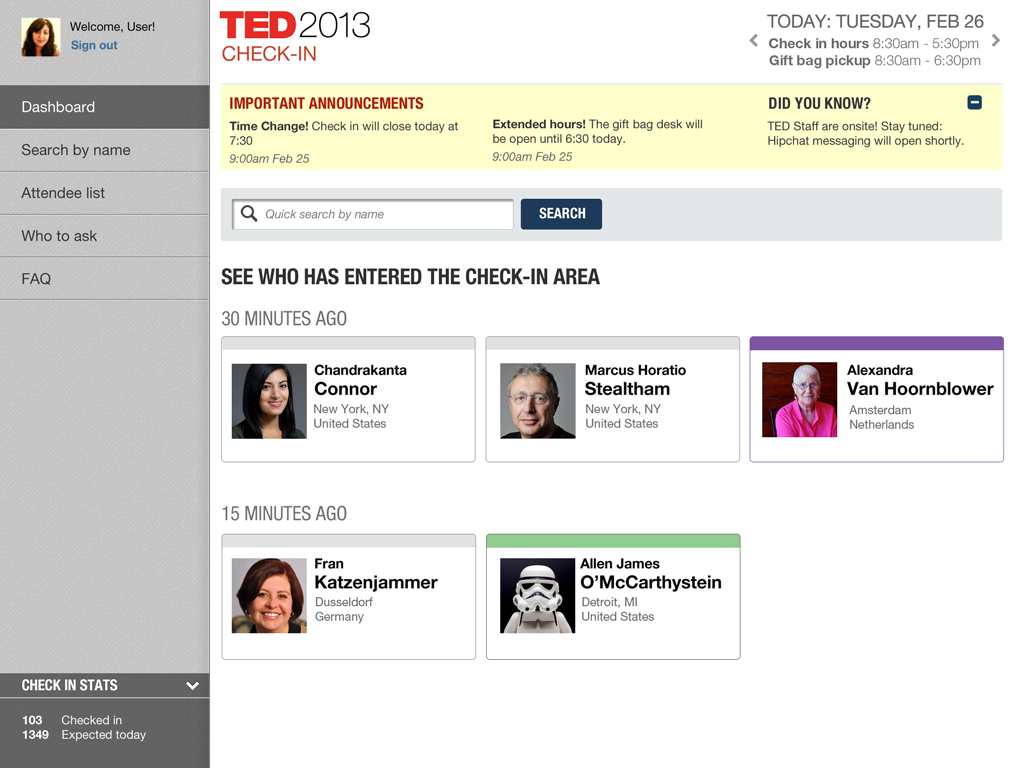 Welcome, User!
Sign out
Dashboard
Search by name
Attendee list
Who to ask
FAQ
CHECK IN STATS
103 Checked in
1349 Expected today
TED2013
CHECK-IN
TODAY: TUESDAY, FEB 26
Check in hours 8:30am - 5:30pm
Gift bag pickup 8:30am - 6:30pm
IMPORTANT ANNOUNCEMENTS
Time Change! Check in will close today at
7:30
9:00am Feb 25
Extended hours! The gift bag desk will
be open until 6:30 today.
9:00am Feb 25
DID YOU KNOW?
TED Staff are onsite! Stay tuned:
Hipchat messaging will open shortly.
Quick search by name
SEARCH
SEE WHO HAS ENTERED THE CHECK-IN AREA
30 MINUTES AGO
Chandrakanta
Connor
New York, NY
United States
Marcus Horatio
Stealtham
New York, NY
United States
Alexandra
Van Hoornblower
Amsterdam
Netherlands
15 MINUTES AGO
Fran
Katzenjammer
Dusseldorf
Germany
Allen James
O’McCarthystein
Detroit, MI
United States